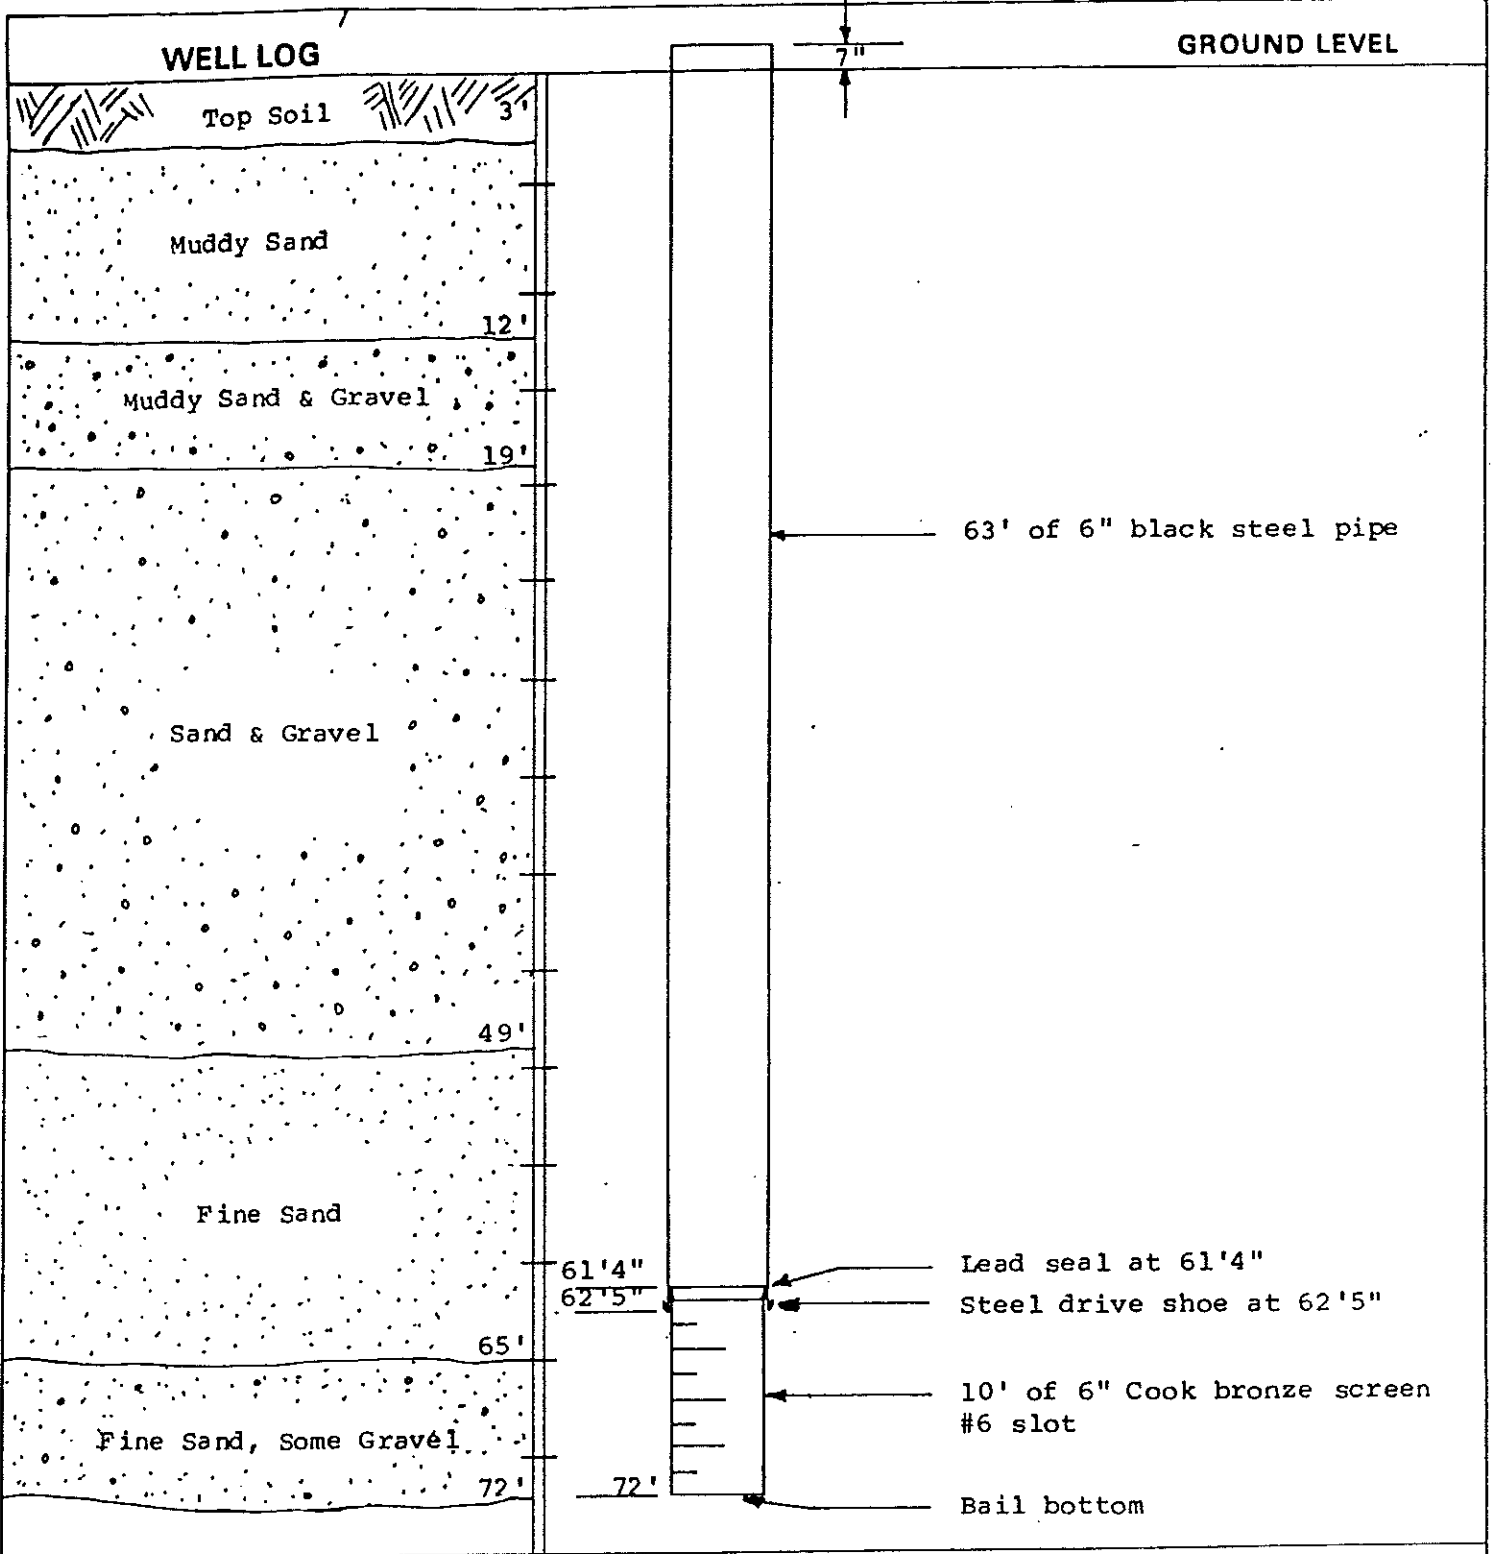 WELL LOG
7"
GROUND LEVEL
Top Soil
3'
Muddy Sand
12'
Muddy Sand & Gravel
19'
63' of 6" black steel pipe
Sand & Gravel
49'
Fine Sand
61'4"
Lead seal at 61'4"
62'5"
Steel drive shoe at 62'5"
65'
10' of 6" Cook bronze screen
#6 slot
Fine Sand, Some Gravel
72'
72'
Bail bottom